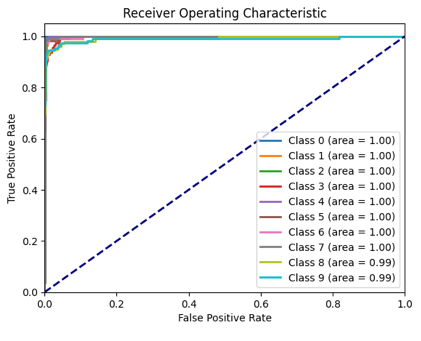 Receiver Operating Characteristic
True Positive Rate
1.0
0.8
0.6
0.4
0.2
0.0
Class 0 (area = 1.00)
Class 1 (area = 1.00)
Class 2 (area = 1.00)
Class 3 (area = 1.00)
Class 4 (area = 1.00)
Class 5 (area = 1.00)
Class 6 (area = 1.00)
Class 7 (area = 1.00)
Class 8 (area = 0.99)
Class 9 (area = 0.99)
0.0 0.2 0.4 0.6 0.8 1.0
False Positive Rate